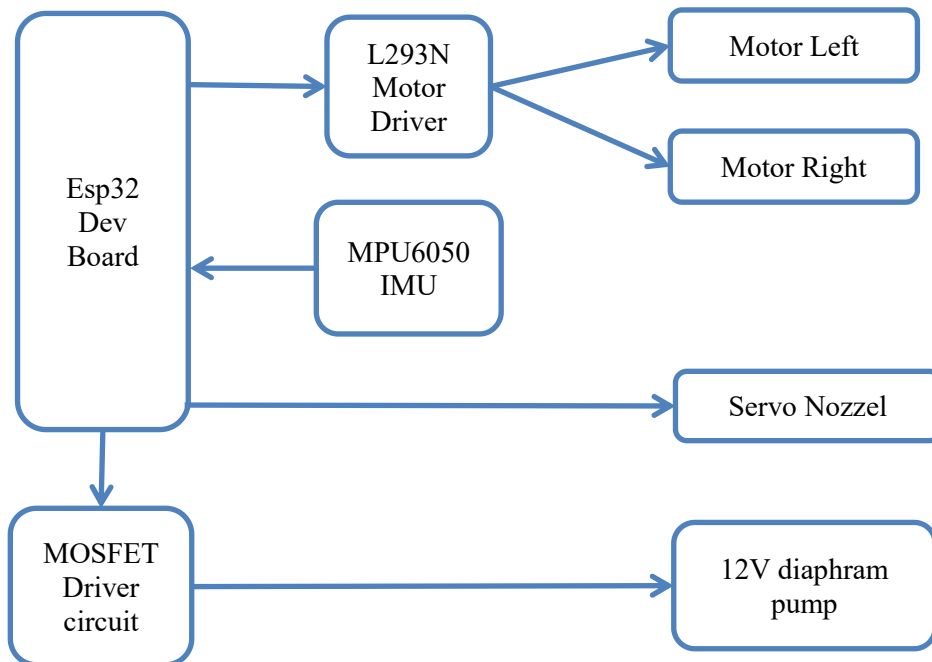 L293N
Motor
Driver
Motor Left
Motor Right
Esp32
Dev
Board
MPU6050
IMU
Servo Nozzel
MOSFET
Driver
circuit
12V diaphram
pump